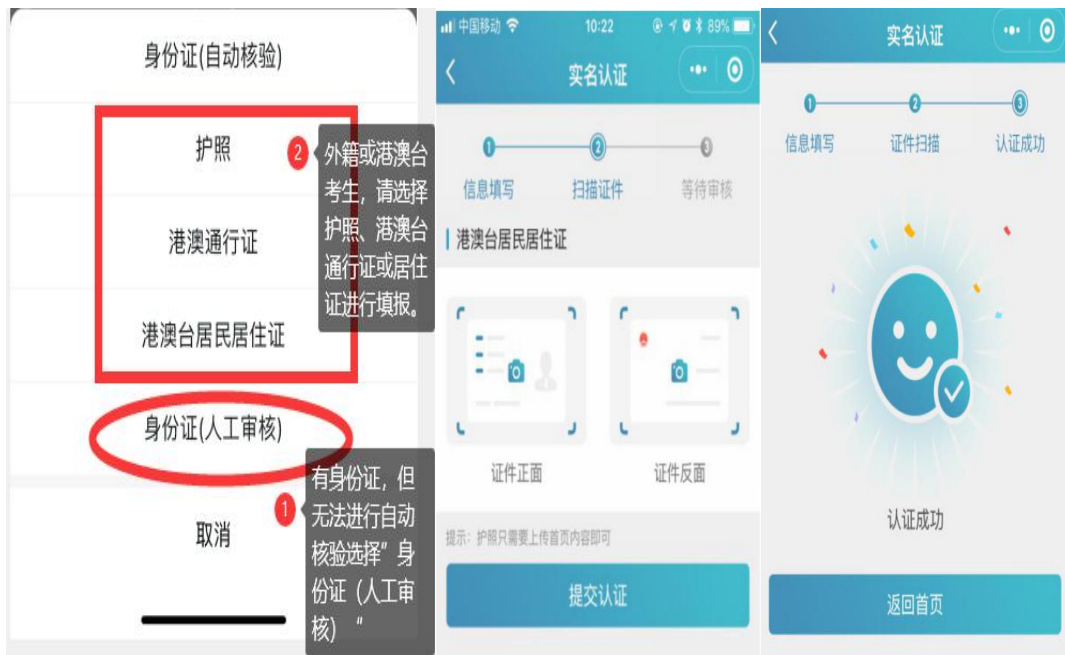 身份证(自动核验)
护照
港澳通行证
港澳台居民居住证
身份证(人工审核)
取消
2
外籍或港澳台
考生，请选择
护照、港澳台
通行证或居住
证进行填报。
1
有身份证，但
无法进行自动
核验选择”身
份证（人工审
核）“
中国移动 10:22 89%
实名认证
1 2 3
信息填写 扫描证件 等待审核
港澳台居民居住证
证件正面 证件反面
提示：护照只需要上传首页内容即可
提交认证
实名认证
1 2 3
信息填写 证件扫描 认证成功
认证成功
返回首页